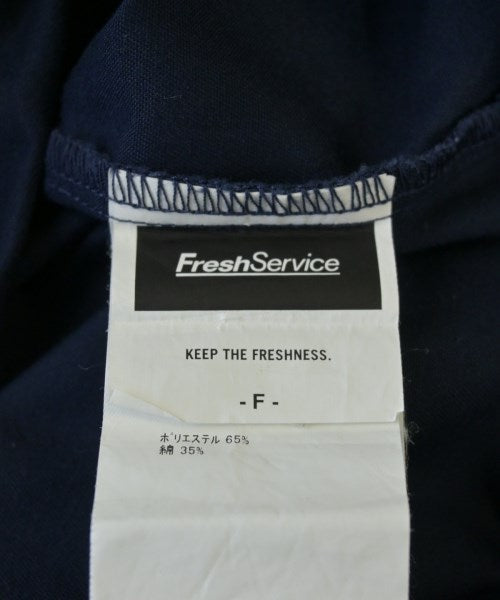 FreshService
KEEP THE FRESHNESS.
- F -
ポリエステル 65%
綿 35%